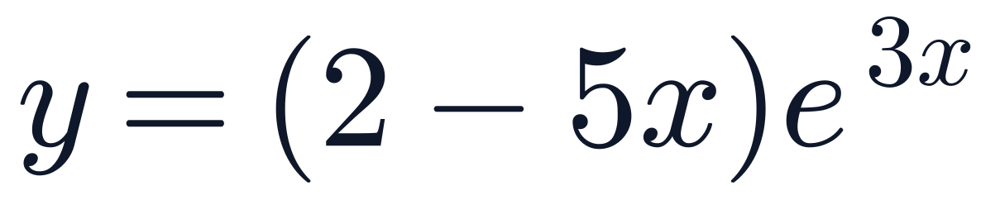 y = (2 − 5x)e^{3x}